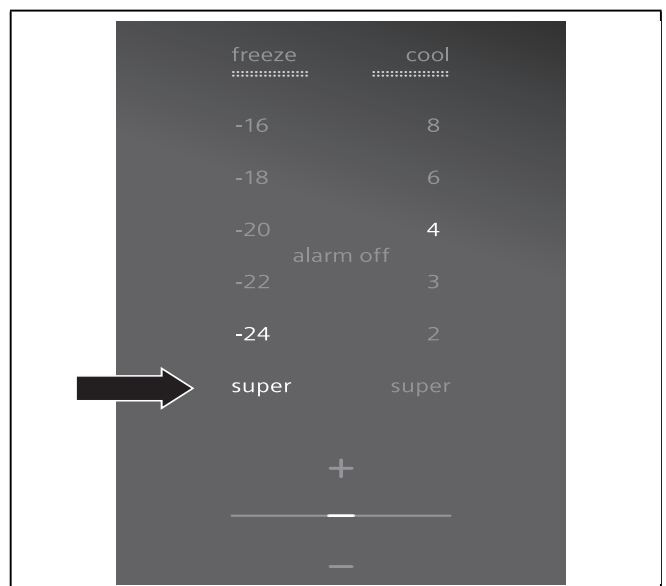 freeze cool
-16 8
-18 6
-20 4
alarm off
-22 3
-24 2
super super
+
–